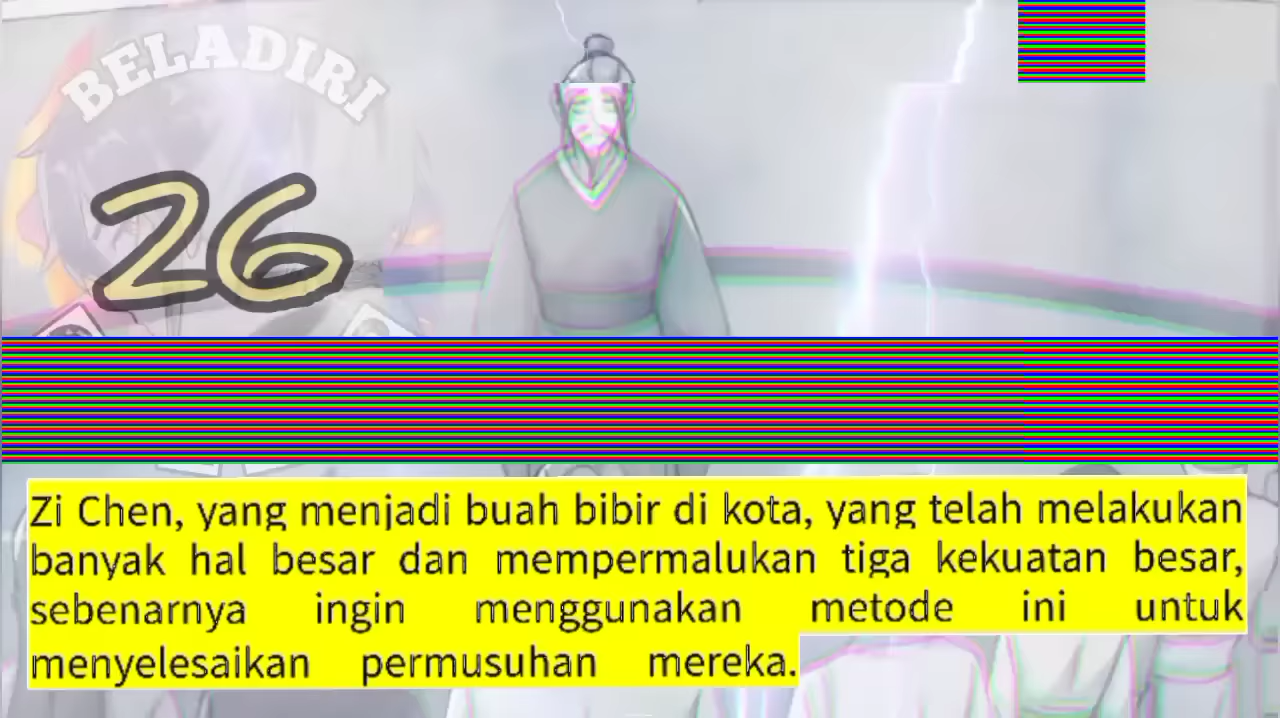 BELADIRI
26
Zi Chen, yang menjadi buah bibir di kota, yang telah melakukan
banyak hal besar dan mempermalukan tiga kekuatan besar,
sebenarnya ingin menggunakan metode ini untuk
menyelesaikan permusuhan mereka.